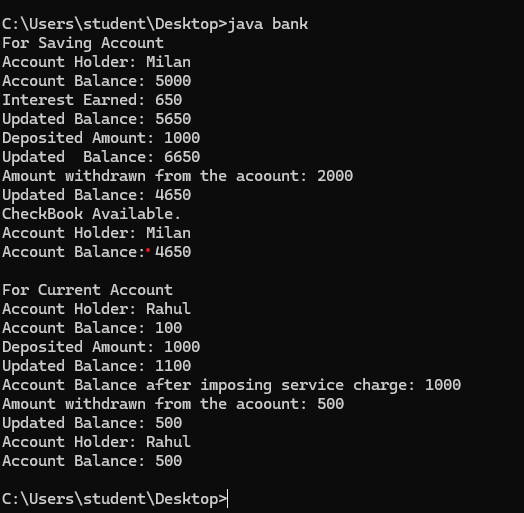 C:\Users\student\Desktop>java bank
For Saving Account
Account Holder: Milan
Account Balance: 5000
Interest Earned: 650
Updated Balance: 5650
Deposited Amount: 1000
Updated  Balance: 6650
Amount withdrawn from the acoount: 2000
Updated Balance: 4650
CheckBook Available.
Account Holder: Milan
Account Balance: 4650
For Current Account
Account Holder: Rahul
Account Balance: 100
Deposited Amount: 1000
Updated Balance: 1100
Account Balance after imposing service charge: 1000
Amount withdrawn from the acoount: 500
Updated Balance: 500
Account Holder: Rahul
Account Balance: 500
C:\Users\student\Desktop>